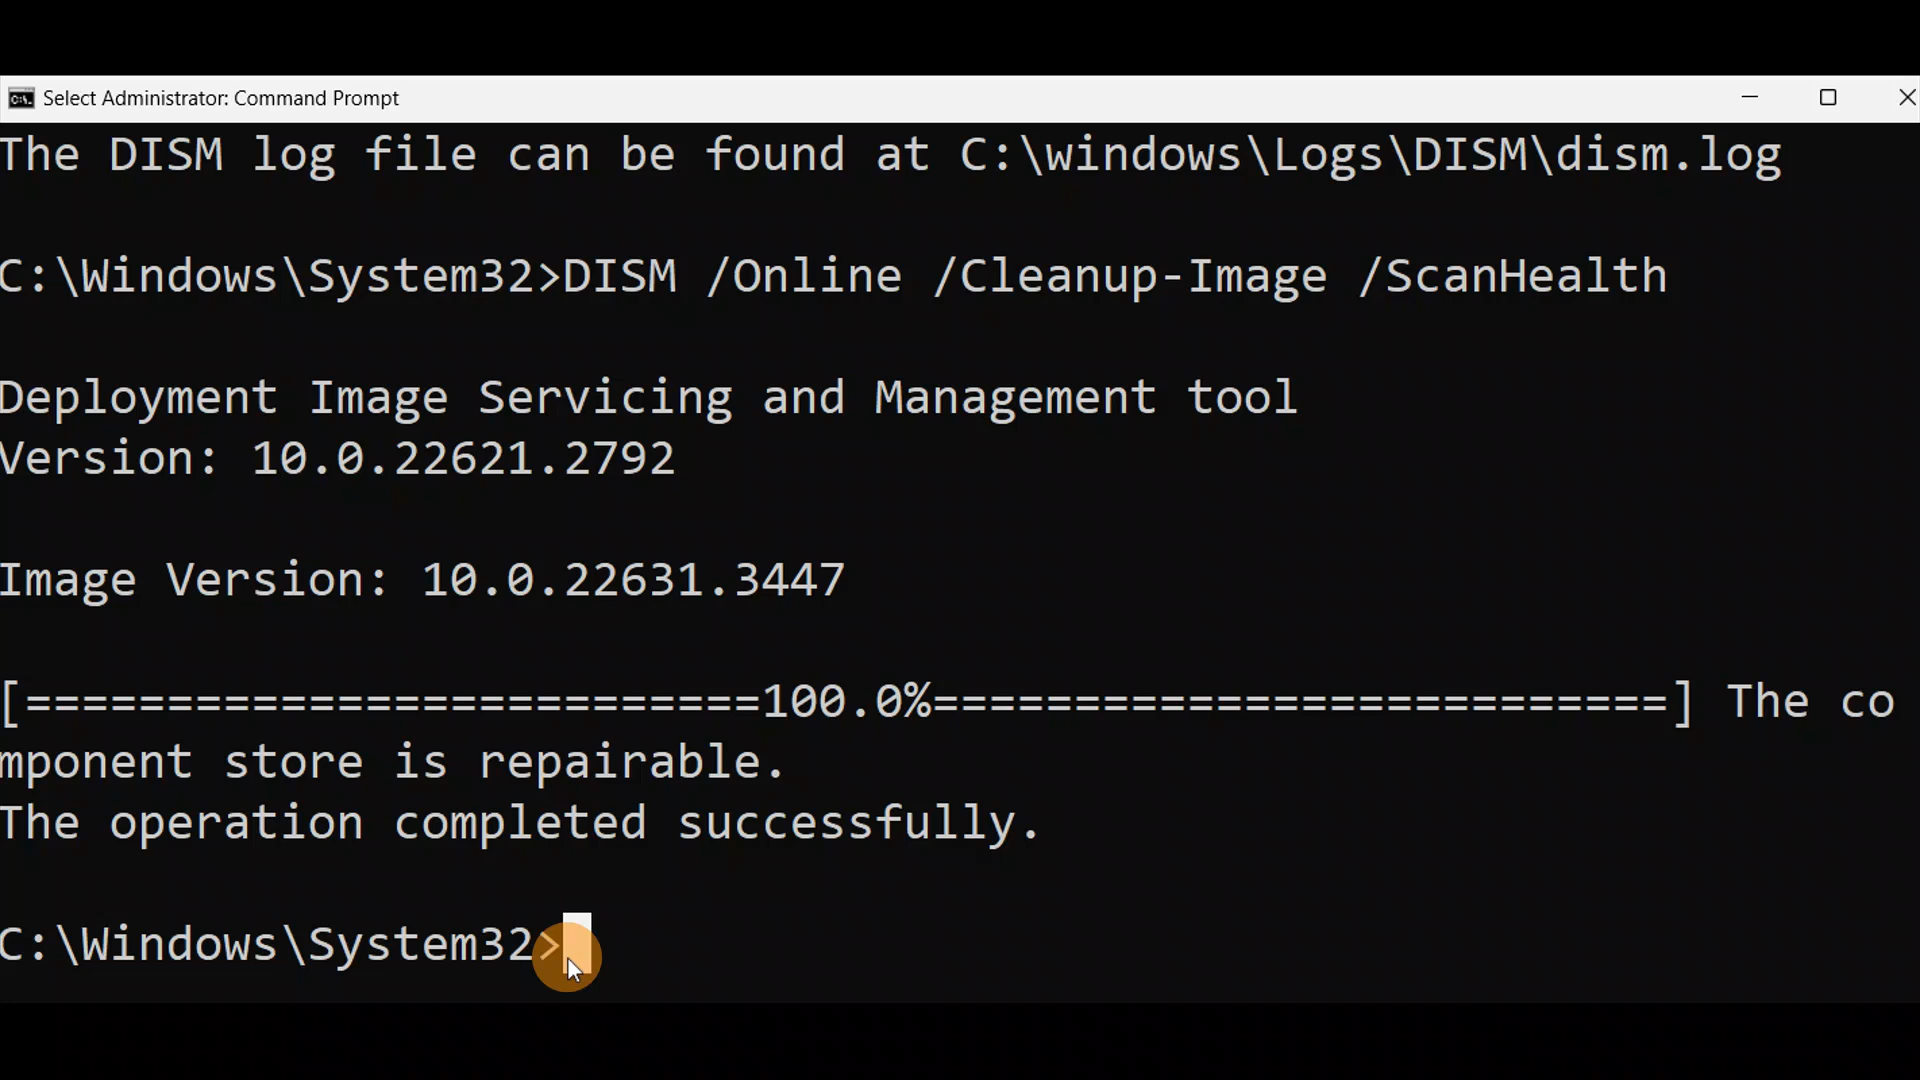 Select Administrator: Command Prompt
The DISM log file can be found at C:\windows\Logs\DISM\dism.log
C:\Windows\System32>DISM /Online /Cleanup-Image /ScanHealth
Deployment Image Servicing and Management tool
Version: 10.0.22621.2792
Image Version: 10.0.22631.3447
[==========================100.0%==========================] The co
mponent store is repairable.
The operation completed successfully.
C:\Windows\System32>